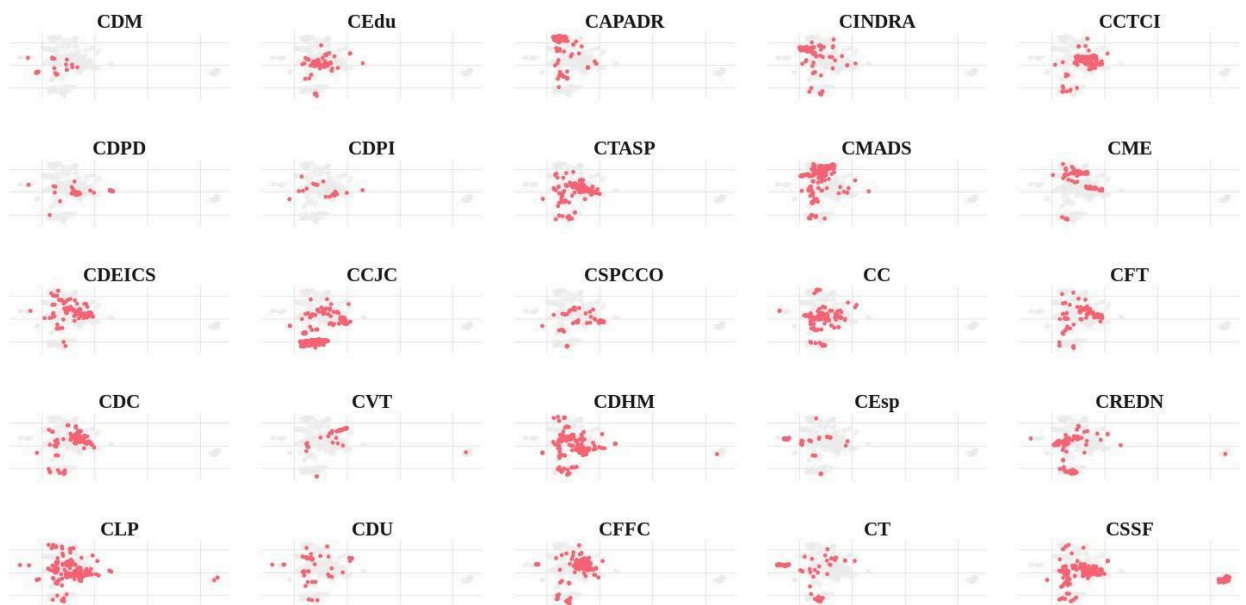 CDM CEdu CAPADR CINDRA CCTCI
CDPD CDPI CTASP CMADS CME
CDEICS CCJC CSPCCO CC CFT
CDC CVT CDHM CEsp CREDN
CLP CDU CFFC CT CSSF